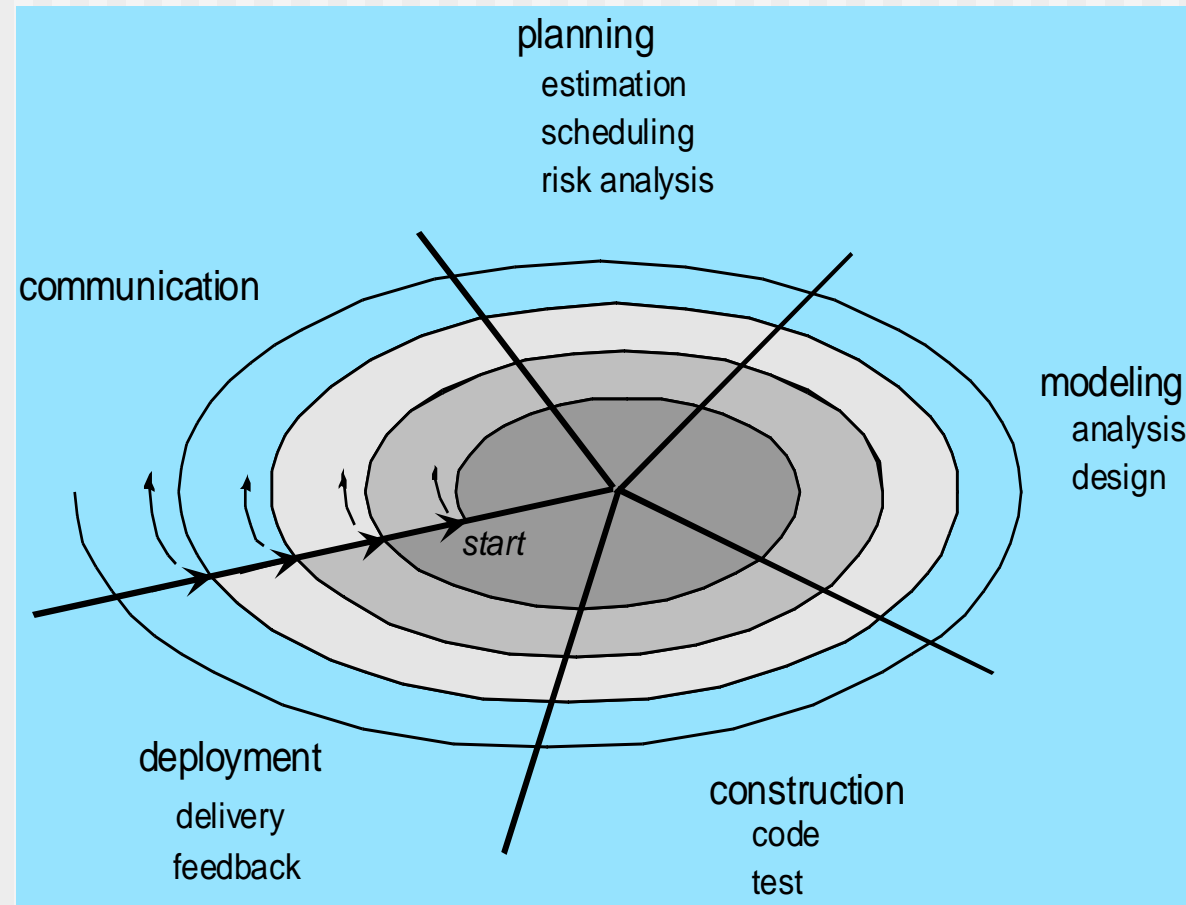 planning
estimation
scheduling
risk analysis
communication
modeling
analysis
design
start
deployment
delivery
feedback
construction
code
test